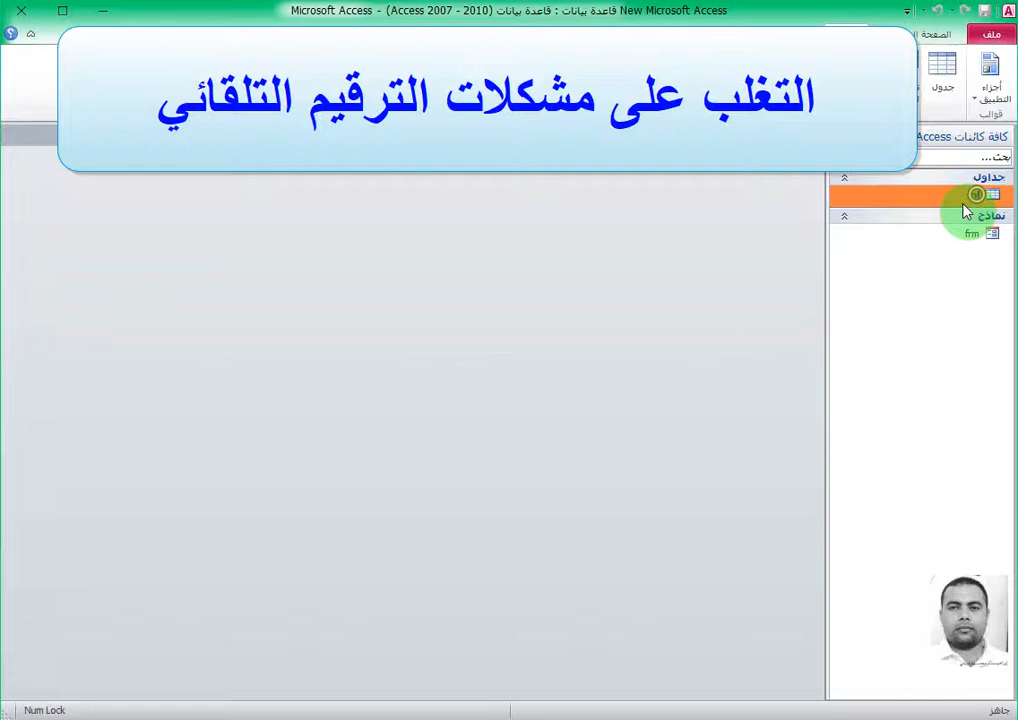 New Microsoft Access قاعدة بيانات : قاعدة بيانات (Access 2007 - 2010) - Microsoft Access
ملف
الصفحة
التغلب على مشكلات الترقيم التلقائي
أجزاء
التطبيق
جدول
قوالب
كافة كائنات Access
بحث...
جداول
نماذج
frm
جاهز
Num Lock